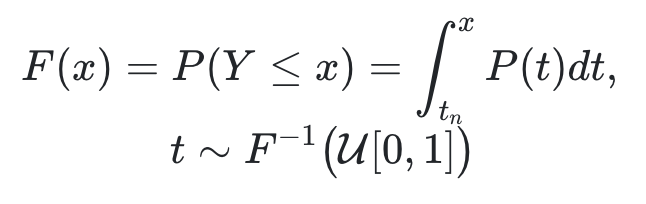 F(x) = P(Y ≤ x) = ∫_{t_n}^{x} P(t)dt,
t ∼ F^{-1}(𝒰[0, 1])